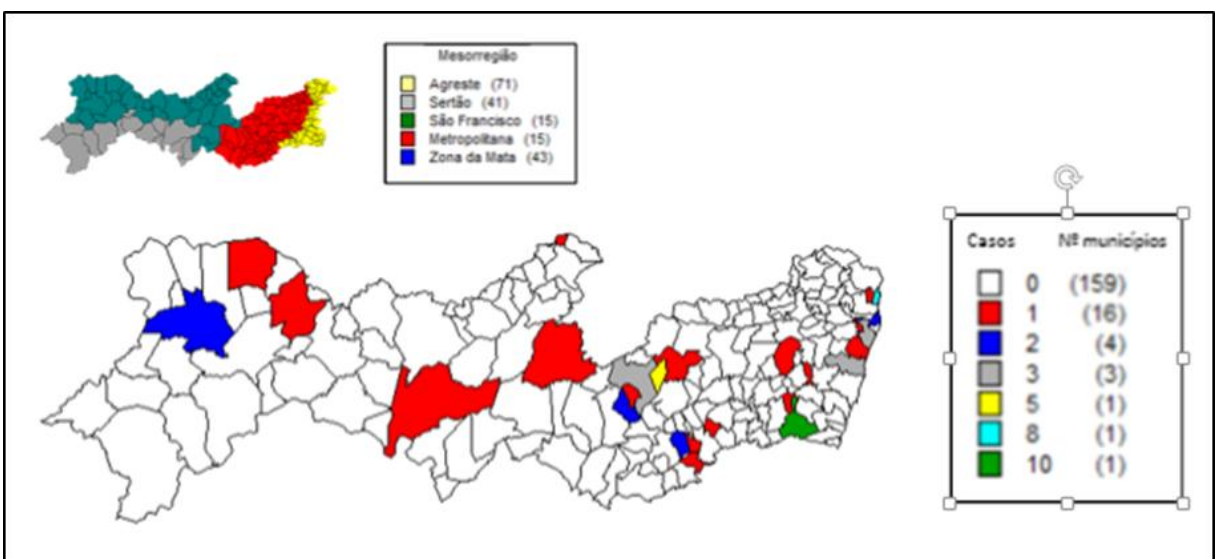 Mesorregião
Agreste (71)
Sertão (41)
São Francisco (15)
Metropolitana (15)
Zona da Mata (43)
Casos Nº municípios
0 (159)
1 (16)
2 (4)
3 (3)
5 (1)
8 (1)
10 (1)